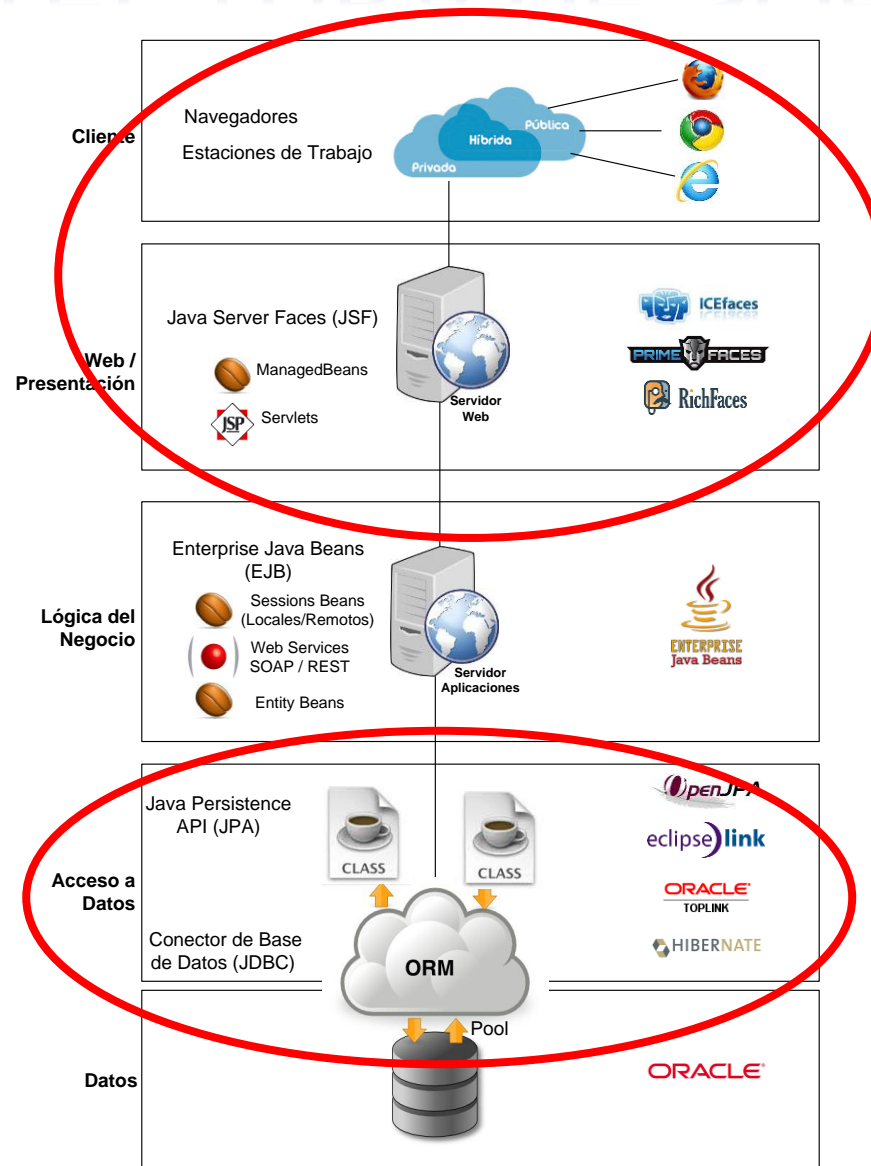 Cliente
Navegadores
Estaciones de Trabajo
Pública
Híbrida
Privada
Web /
Presentación
Java Server Faces (JSF)
ManagedBeans
JSP
Servlets
Servidor
Web
ICEfaces
PRIME FACES
RichFaces
Lógica del
Negocio
Enterprise Java Beans
(EJB)
Sessions Beans
(Locales/Remotos)
Web Services
SOAP / REST
Entity Beans
Servidor
Aplicaciones
ENTERPRISE
Java Beans
Acceso a
Datos
Java Persistence
API (JPA)
CLASS
CLASS
Conector de Base
de Datos (JDBC)
ORM
OpenJPA
eclipse link
ORACLE
TOPLINK
HIBERNATE
Datos
Pool
ORACLE